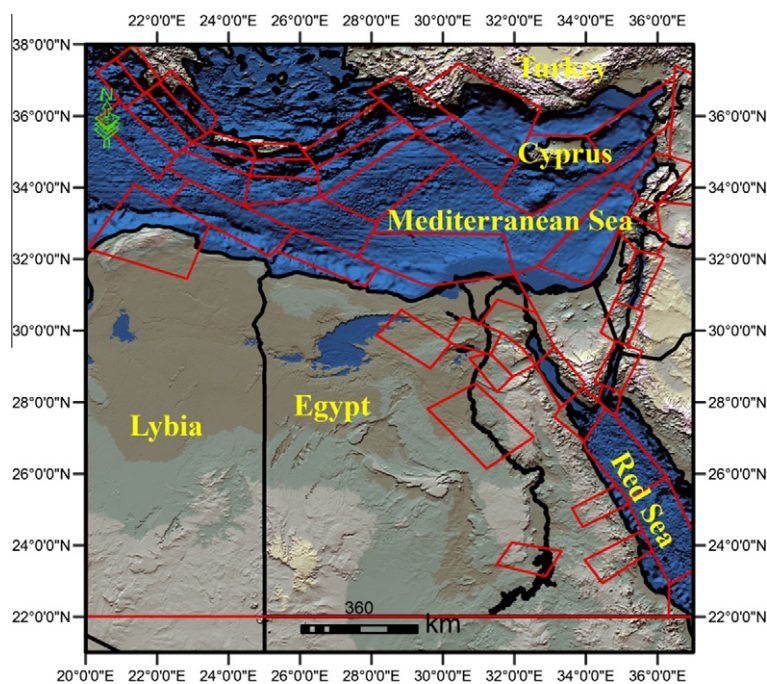 22°0'0"E 24°0'0"E 26°0'0"E 28°0'0"E 30°0'0"E 32°0'0"E 34°0'0"E 36°0'0"E
38°0'0"N 38°0'0"N
Turkey
36°0'0"N N 36°0'0"N
Cyprus
34°0'0"N 34°0'0"N
Mediterranean Sea
32°0'0"N 32°0'0"N
30°0'0"N 30°0'0"N
28°0'0"N 28°0'0"N
Lybia Egypt
26°0'0"N 26°0'0"N
Red Sea
24°0'0"N 24°0'0"N
22°0'0"N 22°0'0"N
360
km
20°0'0"E 22°0'0"E 24°0'0"E 26°0'0"E 28°0'0"E 30°0'0"E 32°0'0"E 34°0'0"E 36°0'0"E